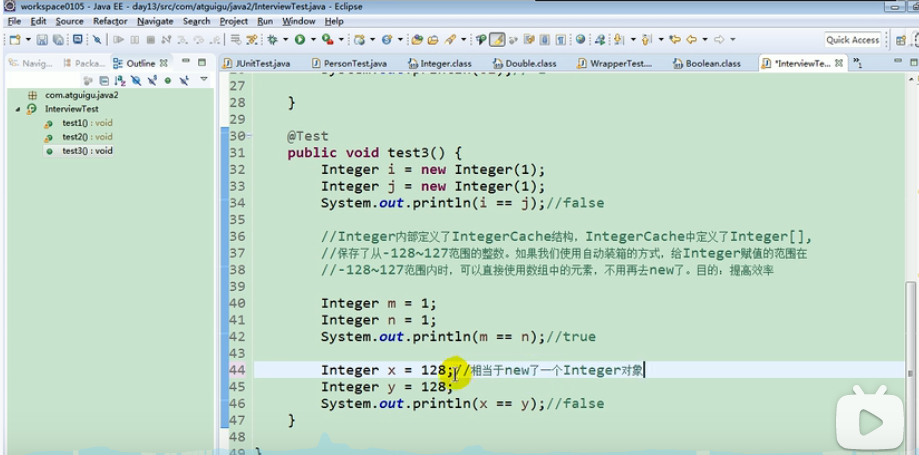 workspace0105 - Java EE - day13/src/com/atguigu/java2/InterviewTest.java - Eclipse
File Edit Source Refactor Navigate Search Project Run Window Help
Quick Access
Navig... Packa... Outline JUnitTest.java PersonTest.java Integer.class Double.class WrapperTest.... Boolean.class *InterviewTe...
com.atguigu.java2
InterviewTest
test1() : void
test2() : void
test3() : void
27
28 }
29
30 @Test
31 public void test3() {
32 Integer i = new Integer(1);
33 Integer j = new Integer(1);
34 System.out.println(i == j);//false
35
36 //Integer内部定义了IntegerCache结构，IntegerCache中定义了Integer[],
37 //保存了从-128~127范围的整数。如果我们使用自动装箱的方式，给Integer赋值的范围在
38 //-128~127范围内时，可以直接使用数组中的元素，不用再去new了。目的：提高效率
39
40 Integer m = 1;
41 Integer n = 1;
42 System.out.println(m == n);//true
43
44 Integer x = 128;//相当于new了一个Integer对象
45 Integer y = 128;
46 System.out.println(x == y);//false
47 }
48
49 }